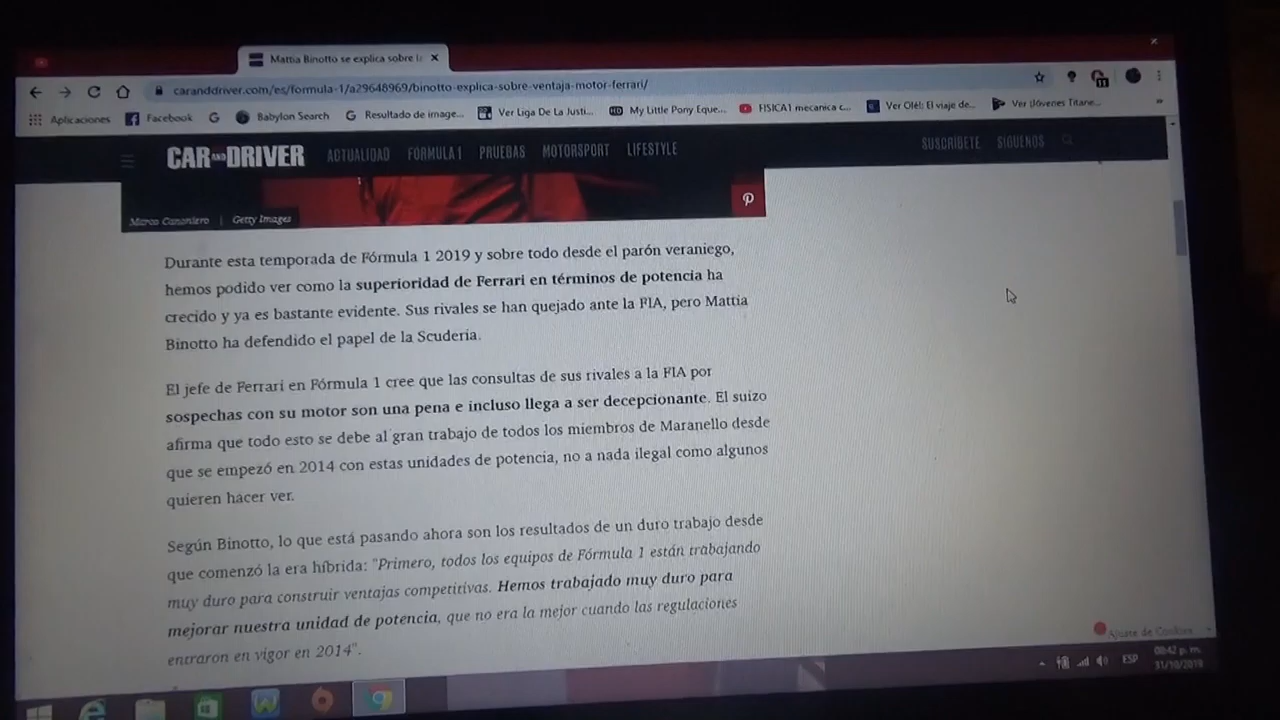 Mattia Binotto se explica sobre la
caranddriver.com/es/formula-1/a29648969/binotto-explica-sobre-ventaja-motor-ferrari/
11
Aplicaciones Facebook Babylon Search Resultado de image... Ver Liga De La Justi... HD My Little Pony Eque... FISICA1 mecanica c... Ver Olé!: El viaje de... Ver ¡Jóvenes Titane...
CAR AND DRIVER ACTUALIDAD FÓRMULA 1 PRUEBAS MOTORSPORT LIFESTYLE SUSCRÍBETE SÍGUENOS
Marco Canoniero | Getty Images
Durante esta temporada de Fórmula 1 2019 y sobre todo desde el parón veraniego,
hemos podido ver como la superioridad de Ferrari en términos de potencia ha
crecido y ya es bastante evidente. Sus rivales se han quejado ante la FIA, pero Mattia
Binotto ha defendido el papel de la Scuderia.
El jefe de Ferrari en Fórmula 1 cree que las consultas de sus rivales a la FIA por
sospechas con su motor son una pena e incluso llega a ser decepcionante. El suizo
afirma que todo esto se debe al gran trabajo de todos los miembros de Maranello desde
que se empezó en 2014 con estas unidades de potencia, no a nada ilegal como algunos
quieren hacer ver.
Según Binotto, lo que está pasando ahora son los resultados de un duro trabajo desde
que comenzó la era híbrida: "Primero, todos los equipos de Fórmula 1 están trabajando
muy duro para construir ventajas competitivas. Hemos trabajado muy duro para
mejorar nuestra unidad de potencia, que no era la mejor cuando las regulaciones
entraron en vigor en 2014".
Ajuste de Cookies
ESP
08:42 p. m.
31/10/2019